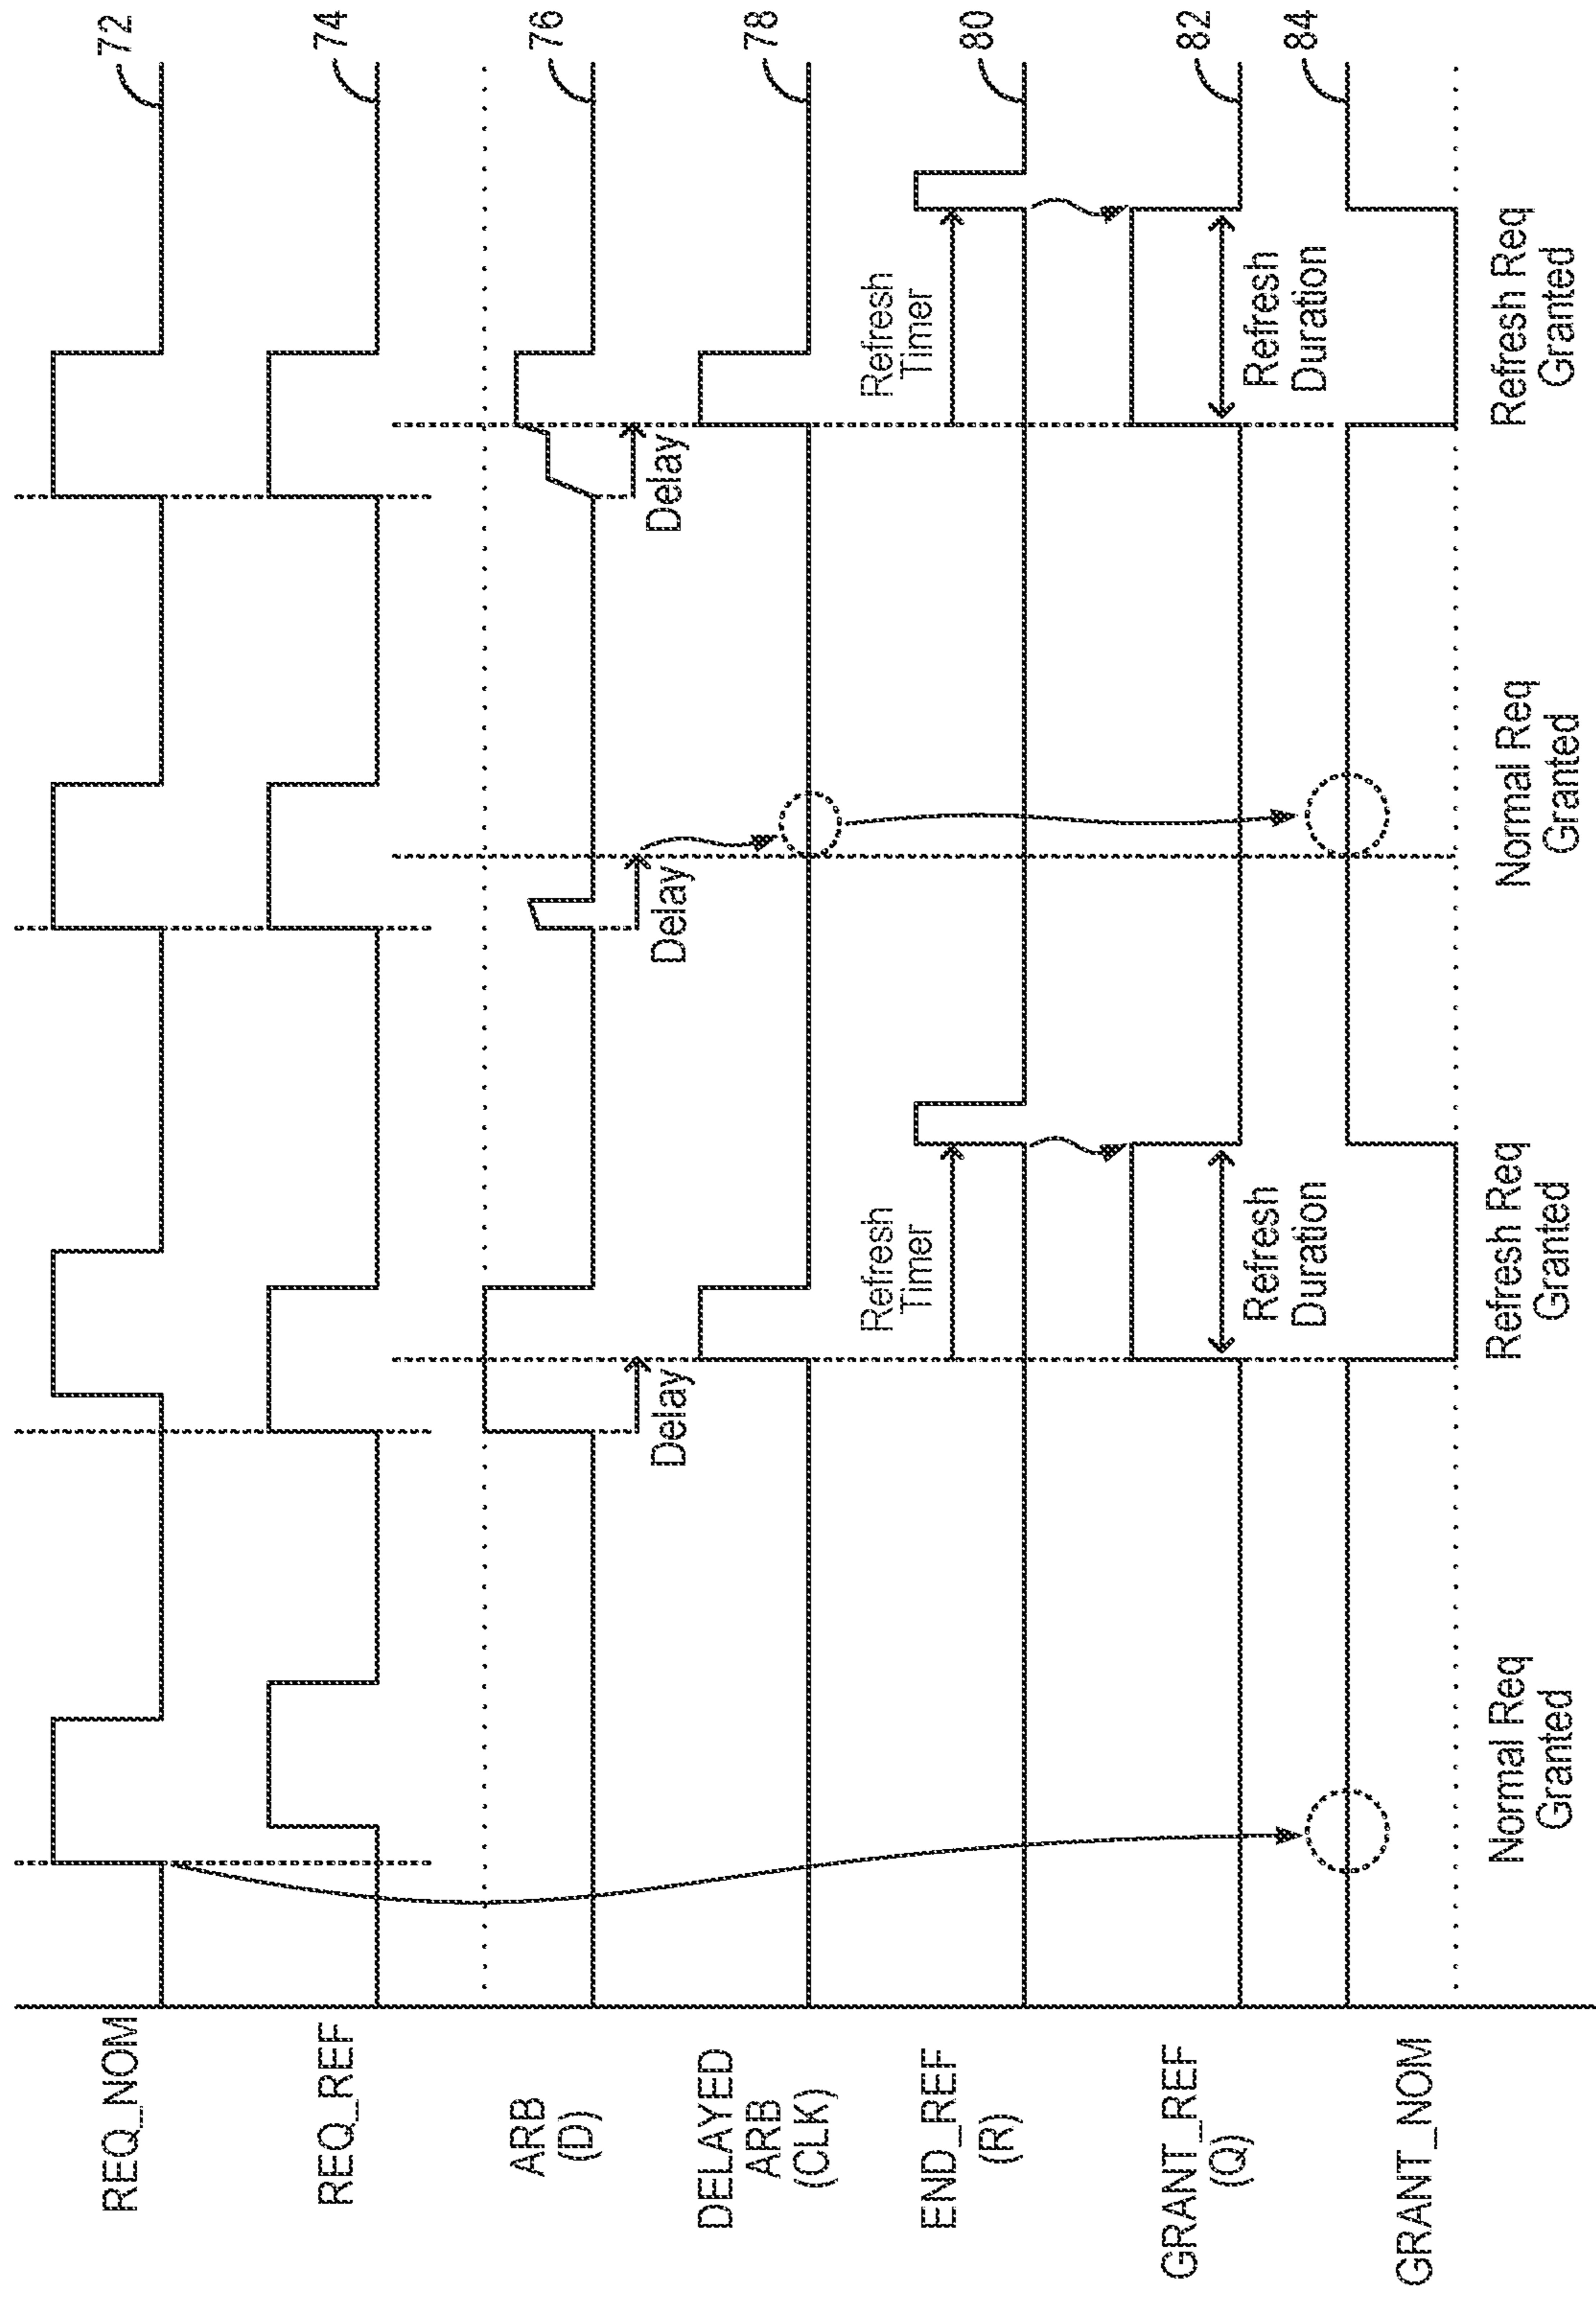 REQ_NOM
72
REQ_REF
74
ARB
(D)
76
Delay
Delay
Delay
DELAYED
ARB
(CLK)
78
END_REF
(R)
Refresh
Timer
Refresh
Timer
80
GRANT_REF
(Q)
Refresh
Duration
Refresh
Duration
82
GRANT_NOM
84
Normal Req
Granted
Refresh Req
Granted
Normal Req
Granted
Refresh Req
Granted